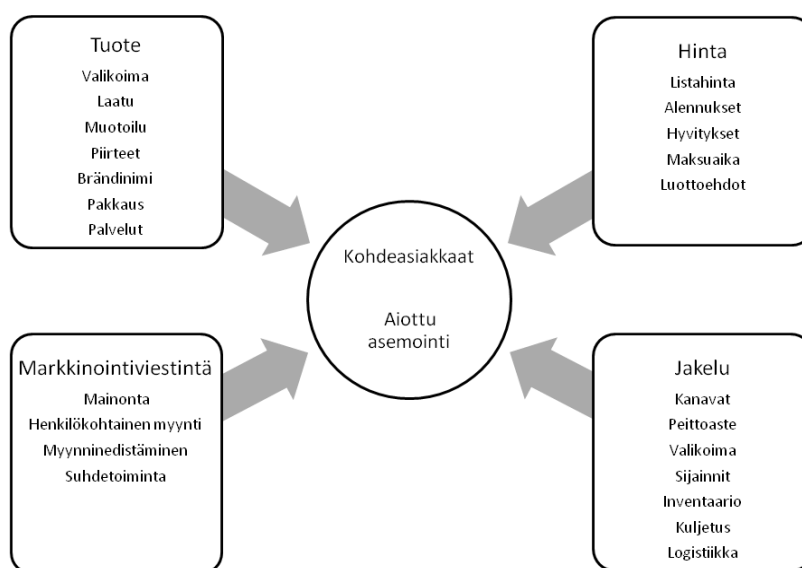 Tuote
Valikoima
Laatu
Muotoilu
Piirteet
Brändinimi
Pakkaus
Palvelut
Hinta
Listahinta
Alennukset
Hyvitykset
Maksuaika
Luottoehdot
Kohdeasiakkaat
Aiottu
asemointi
Markkinointiviestintä
Mainonta
Henkilökohtainen myynti
Myynninedistäminen
Suhdetoiminta
Jakelu
Kanavat
Peittoaste
Valikoima
Sijainnit
Inventaario
Kuljetus
Logistiikka